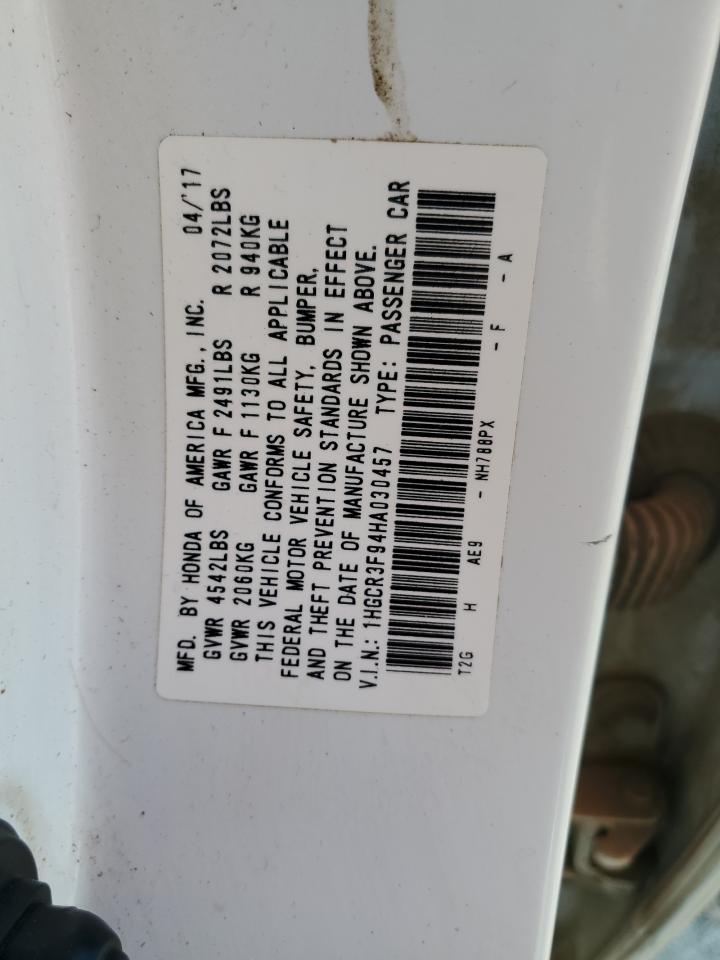 MFD. BY HONDA OF AMERICA MFG., INC. 04/'17
GVWR 4542LBS GAWR F 2491LBS R 2072LBS
GVWR 2060KG GAWR F 1130KG R 940KG
THIS VEHICLE CONFORMS TO ALL APPLICABLE
FEDERAL MOTOR VEHICLE SAFETY, BUMPER,
AND THEFT PREVENTION STANDARDS IN EFFECT
ON THE DATE OF MANUFACTURE SHOWN ABOVE.
V.I.N.: 1HGCR3F94HA030457 TYPE: PASSENGER CAR
T2G H AE9 - NH788PX - F - A